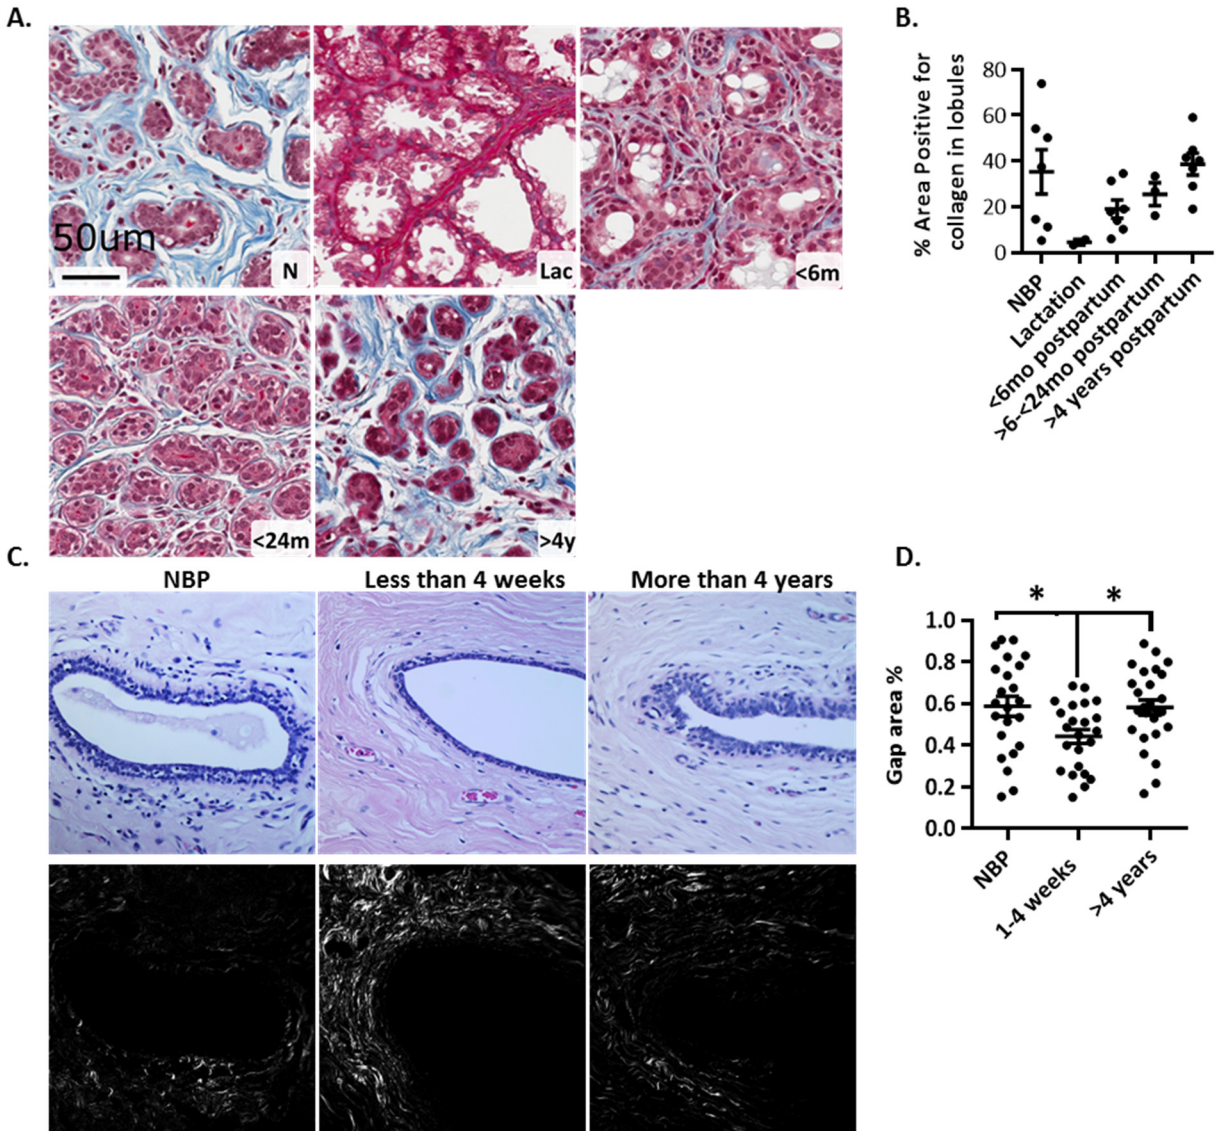 A.
50um
N
Lac
<6m
<24m
>4y
B.
% Area Positive for
collagen in lobules
80
60
40
20
0
NBP
Lactation
<6mo postpartum
>6-<24mo postpartum
>4 years postpartum
C.
NBP
Less than 4 weeks
More than 4 years
D.
* *
Gap area %
1.0
0.8
0.6
0.4
0.2
0.0
NBP
1-4 weeks
>4 years